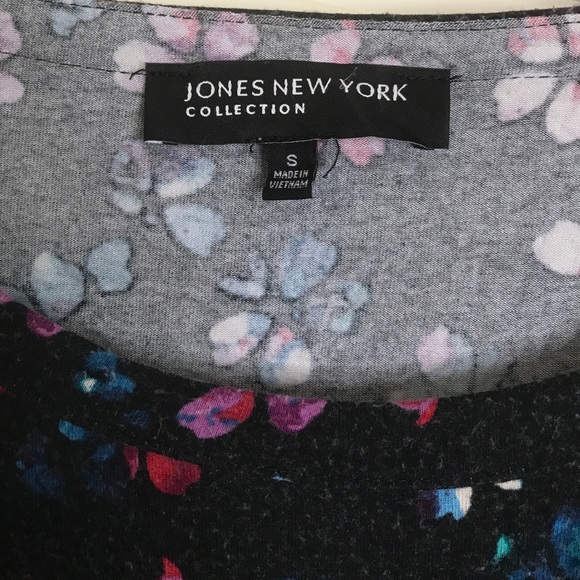 JONES NEW YORK
COLLECTION
S
MADE IN
VIETNAM